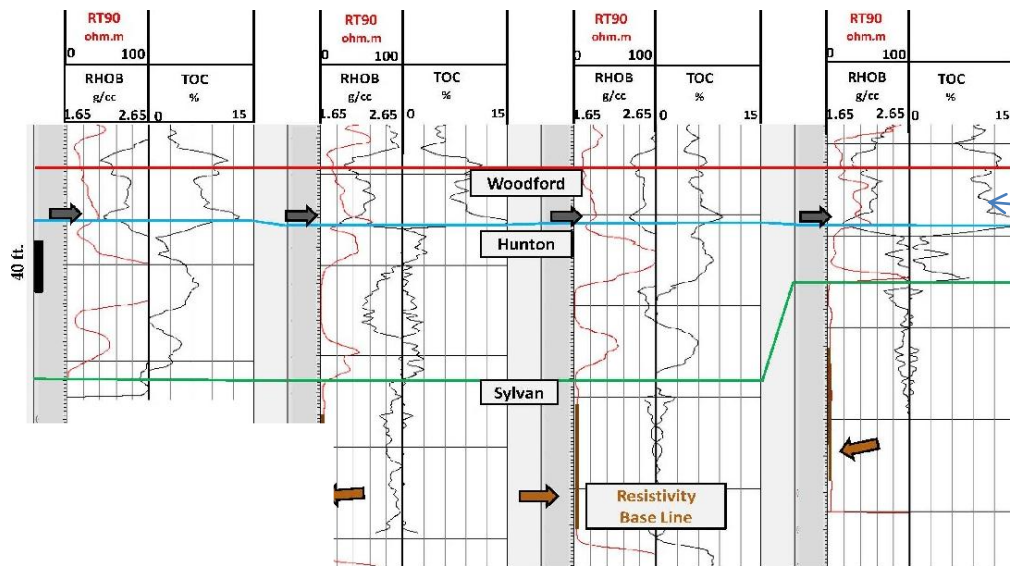 RT90
ohm.m
0 100
RHOB TOC
g/cc %
1.65 2.65 0 15
RT90
ohm.m
0 100
RHOB TOC
g/cc %
1.65 2.65 0 15
RT90
ohm.m
0 100
RHOB TOC
g/cc %
1.65 2.65 0 15
RT90
ohm.m
0 100
RHOB TOC
g/cc %
1.65 2.65 0 15
Woodford
Hunton
40 ft.
Sylvan
Resistivity
Base Line